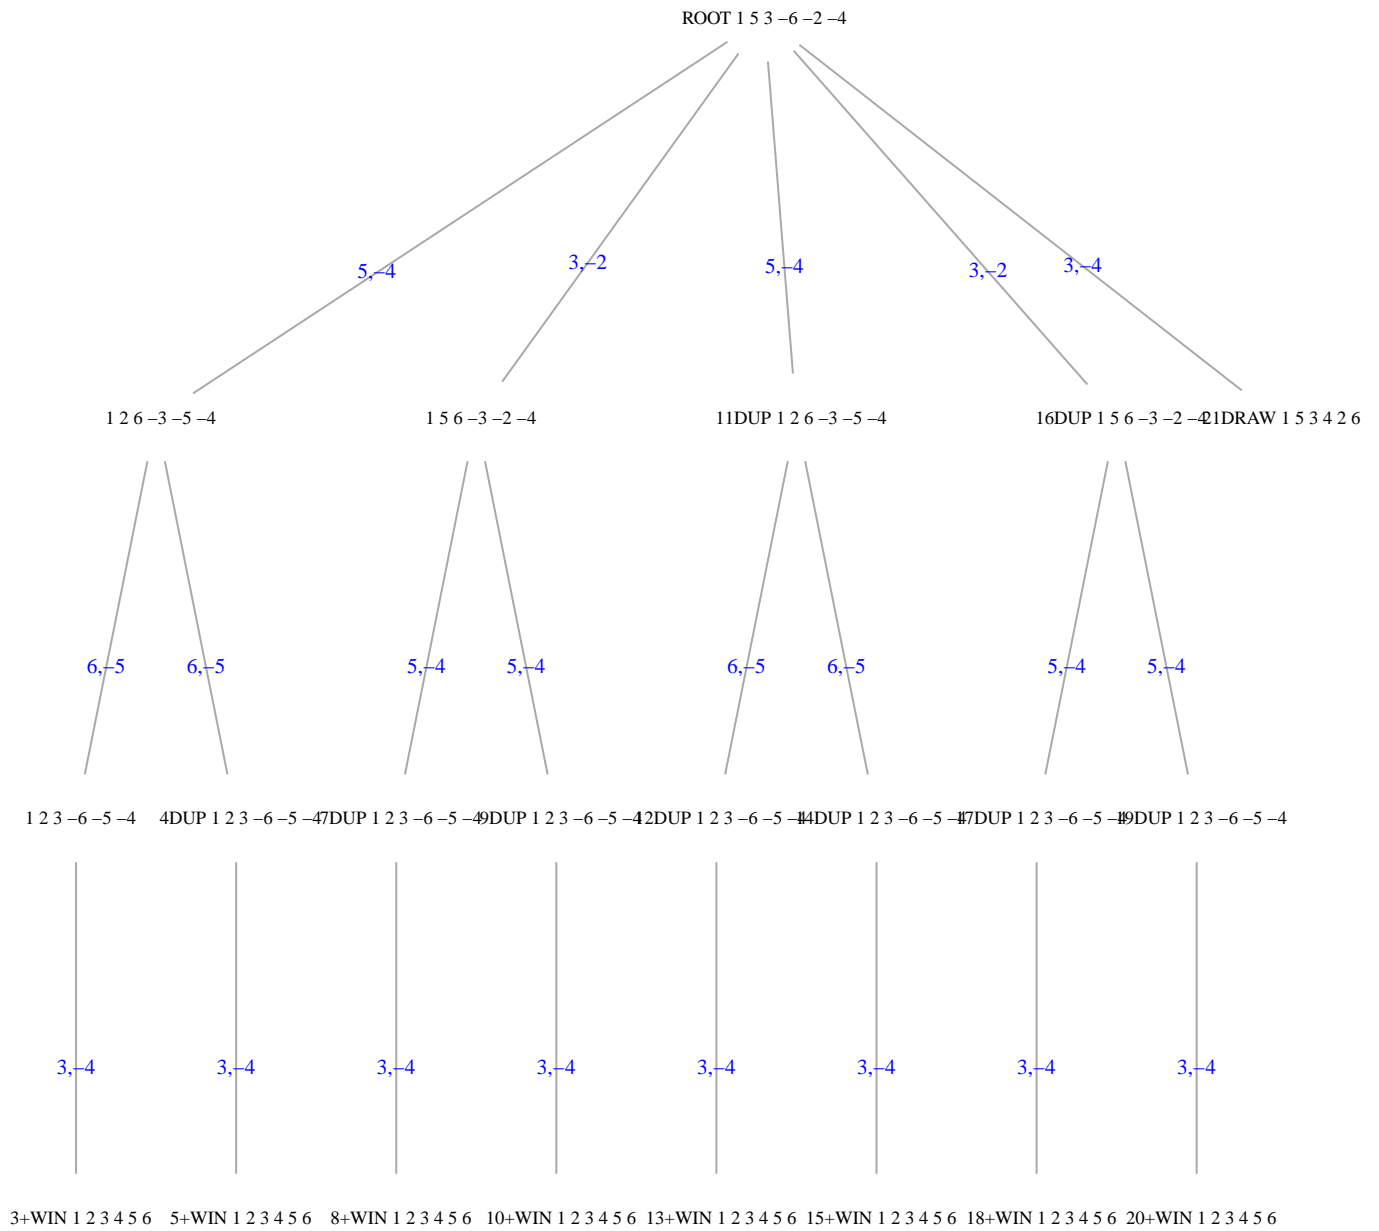 ROOT 1 5 3 –6 –2 –4
5,–4
3,–2
5,–4
3,–2
3,–4
1 2 6 –3 –5 –4
1 5 6 –3 –2 –4
11DUP 1 2 6 –3 –5 –4
16DUP 1 5 6 –3 –2 –4
21DRAW 1 5 3 4 2 6
6,–5
6,–5
5,–4
5,–4
6,–5
6,–5
5,–4
5,–4
1 2 3 –6 –5 –4
4DUP 1 2 3 –6 –5 –4
7DUP 1 2 3 –6 –5 –4
9DUP 1 2 3 –6 –5 –4
12DUP 1 2 3 –6 –5 –4
14DUP 1 2 3 –6 –5 –4
17DUP 1 2 3 –6 –5 –4
19DUP 1 2 3 –6 –5 –4
3,–4
3,–4
3,–4
3,–4
3,–4
3,–4
3,–4
3,–4
3+WIN 1 2 3 4 5 6
5+WIN 1 2 3 4 5 6
8+WIN 1 2 3 4 5 6
10+WIN 1 2 3 4 5 6
13+WIN 1 2 3 4 5 6
15+WIN 1 2 3 4 5 6
18+WIN 1 2 3 4 5 6
20+WIN 1 2 3 4 5 6